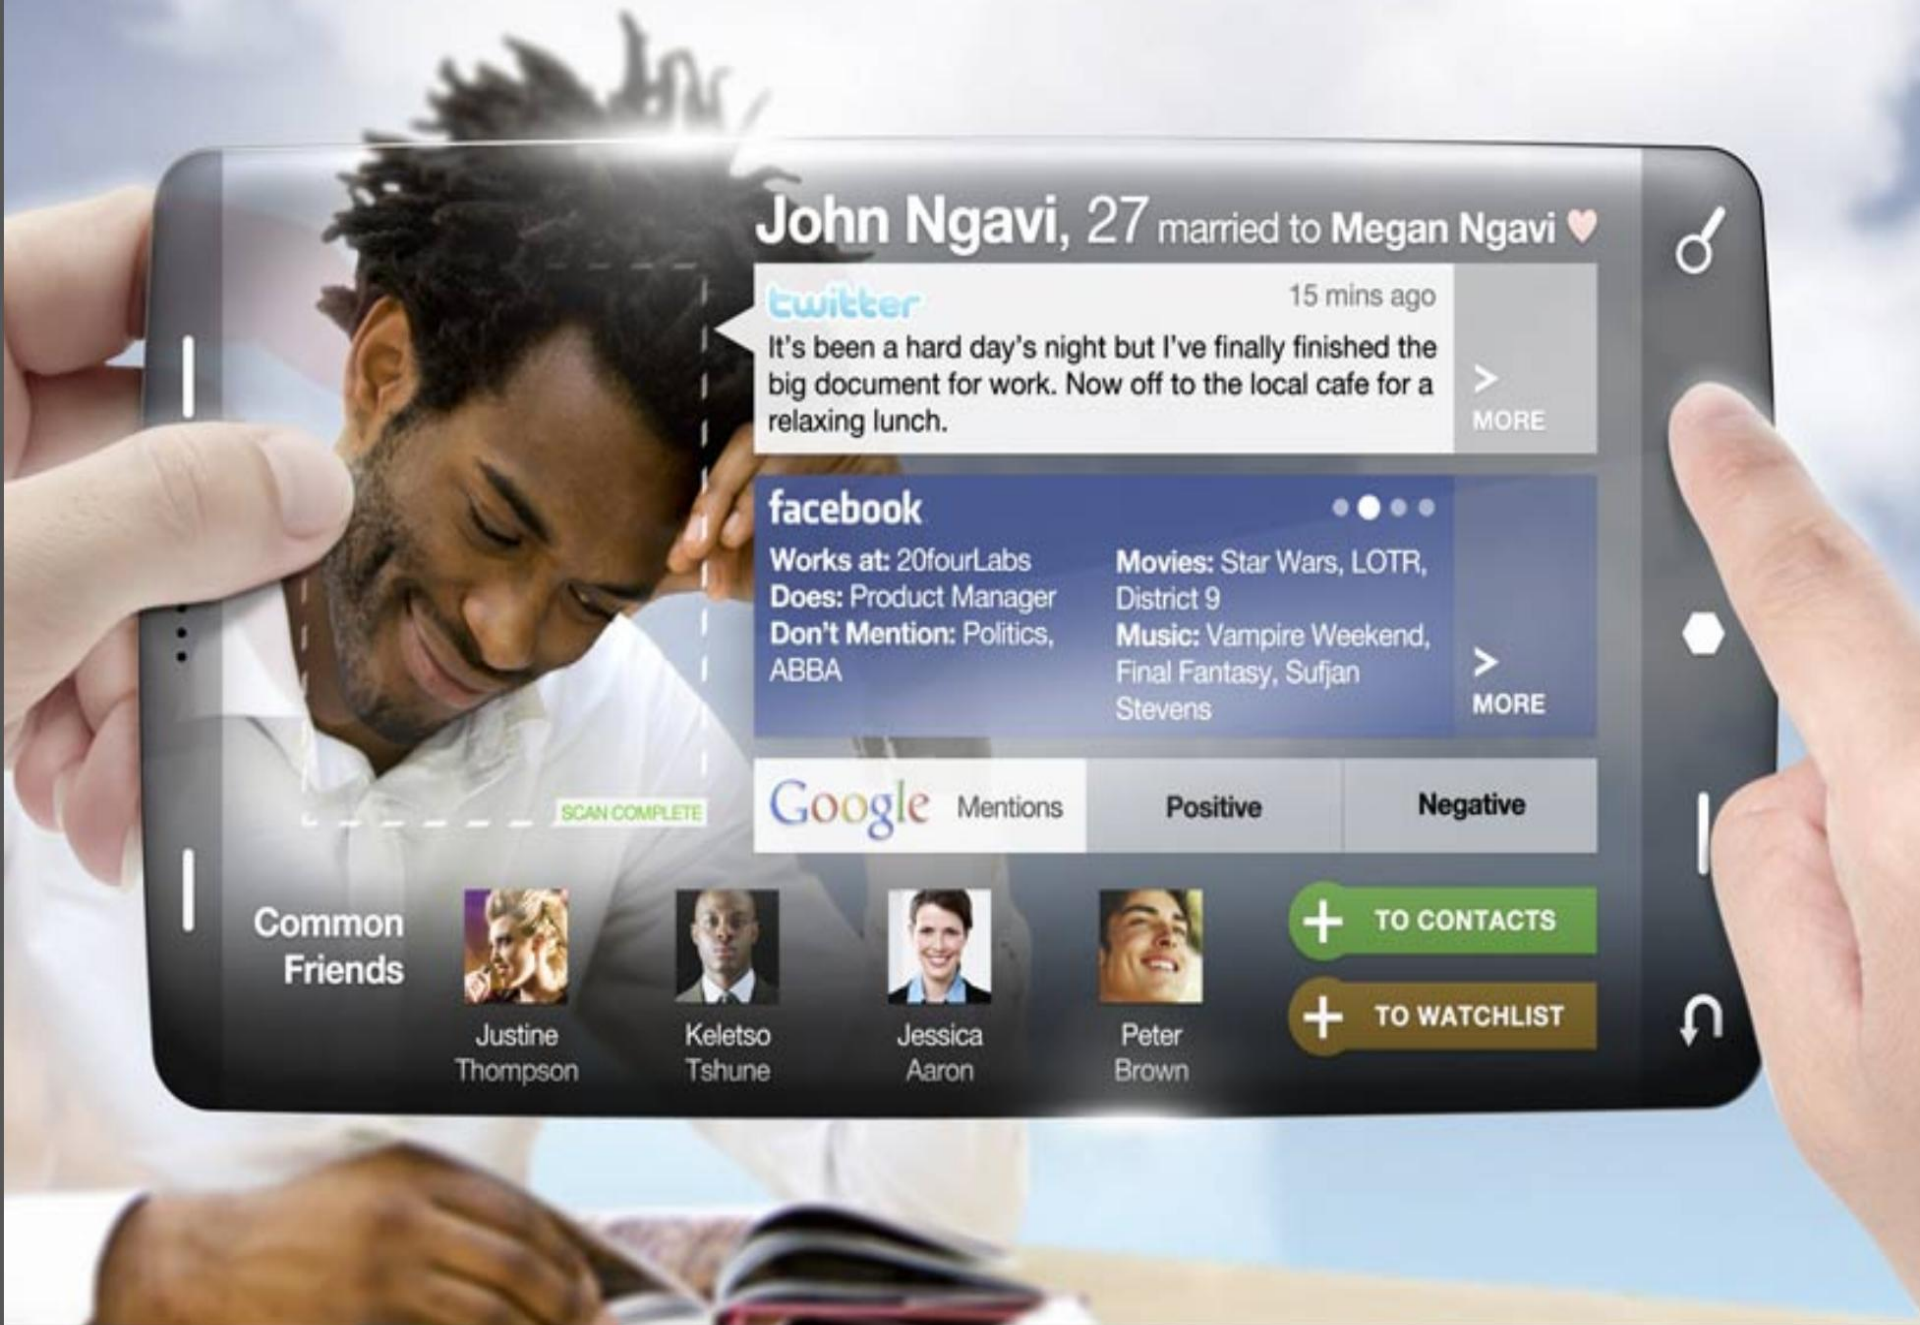 John Ngavi, 27 married to Megan Ngavi
twitter
15 mins ago
It's been a hard day's night but I've finally finished the
big document for work. Now off to the local cafe for a
relaxing lunch.
>
MORE
facebook
Works at: 20fourLabs
Does: Product Manager
Don't Mention: Politics,
ABBA
Movies: Star Wars, LOTR,
District 9
Music: Vampire Weekend,
Final Fantasy, Sufjan
Stevens
>
MORE
SCAN COMPLETE
Google Mentions
Positive
Negative
Common
Friends
Justine
Thompson
Keletso
Tshune
Jessica
Aaron
Peter
Brown
+ TO CONTACTS
+ TO WATCHLIST